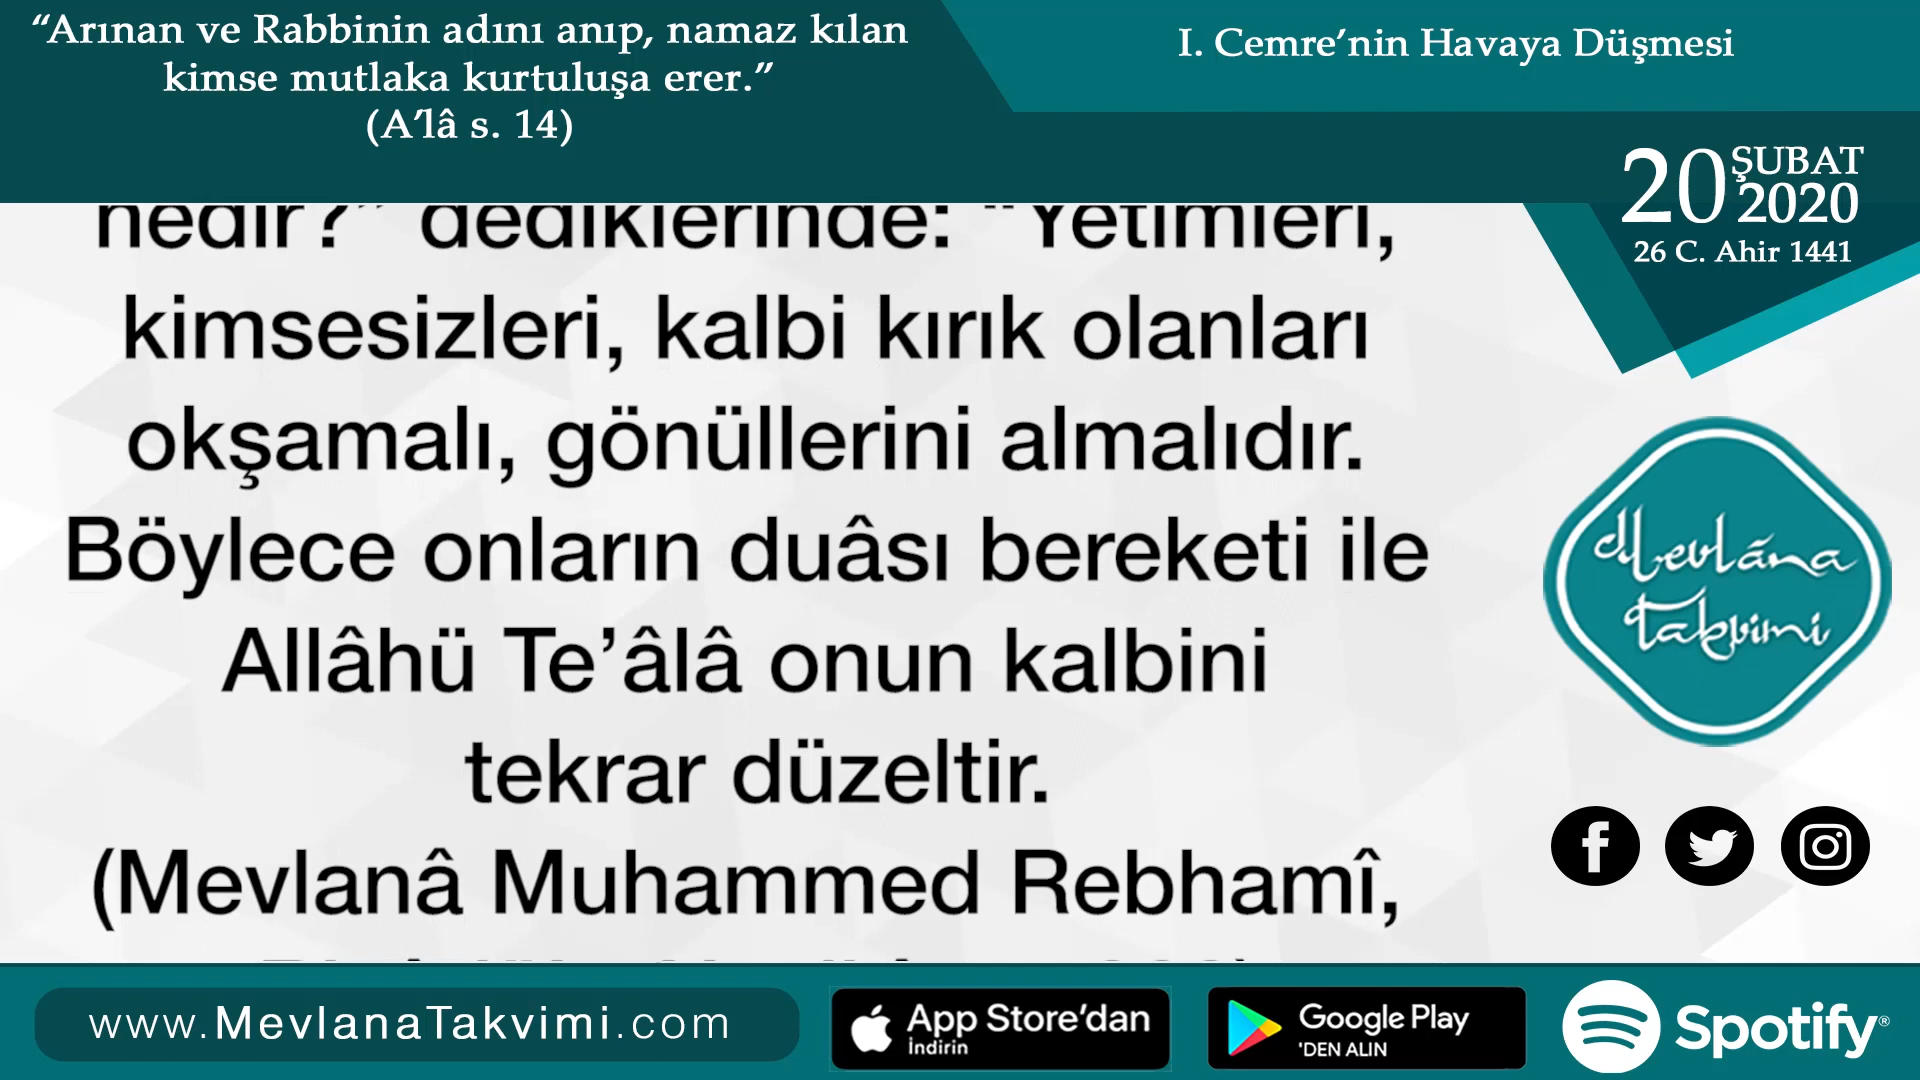 “Arınan ve Rabbinin adını anıp, namaz kılan
kimse mutlaka kurtuluşa erer.”
(A’lâ s. 14)
I. Cemre’nin Havaya Düşmesi
20 ŞUBAT
2020
26 C. Ahir 1441
nedir?” dediklerinde: “Yetimleri,
kimsesizleri, kalbi kırık olanları
okşamalı, gönüllerini almalıdır.
Böylece onların duâsı bereketi ile
Allâhü Te’âlâ onun kalbini
tekrar düzeltir.
(Mevlanâ Muhammed Rebhamî,
Mevlâna
takvimi
www.MevlanaTakvimi.com
App Store’dan
İndirin
Google Play
'DEN ALIN
Spotify®